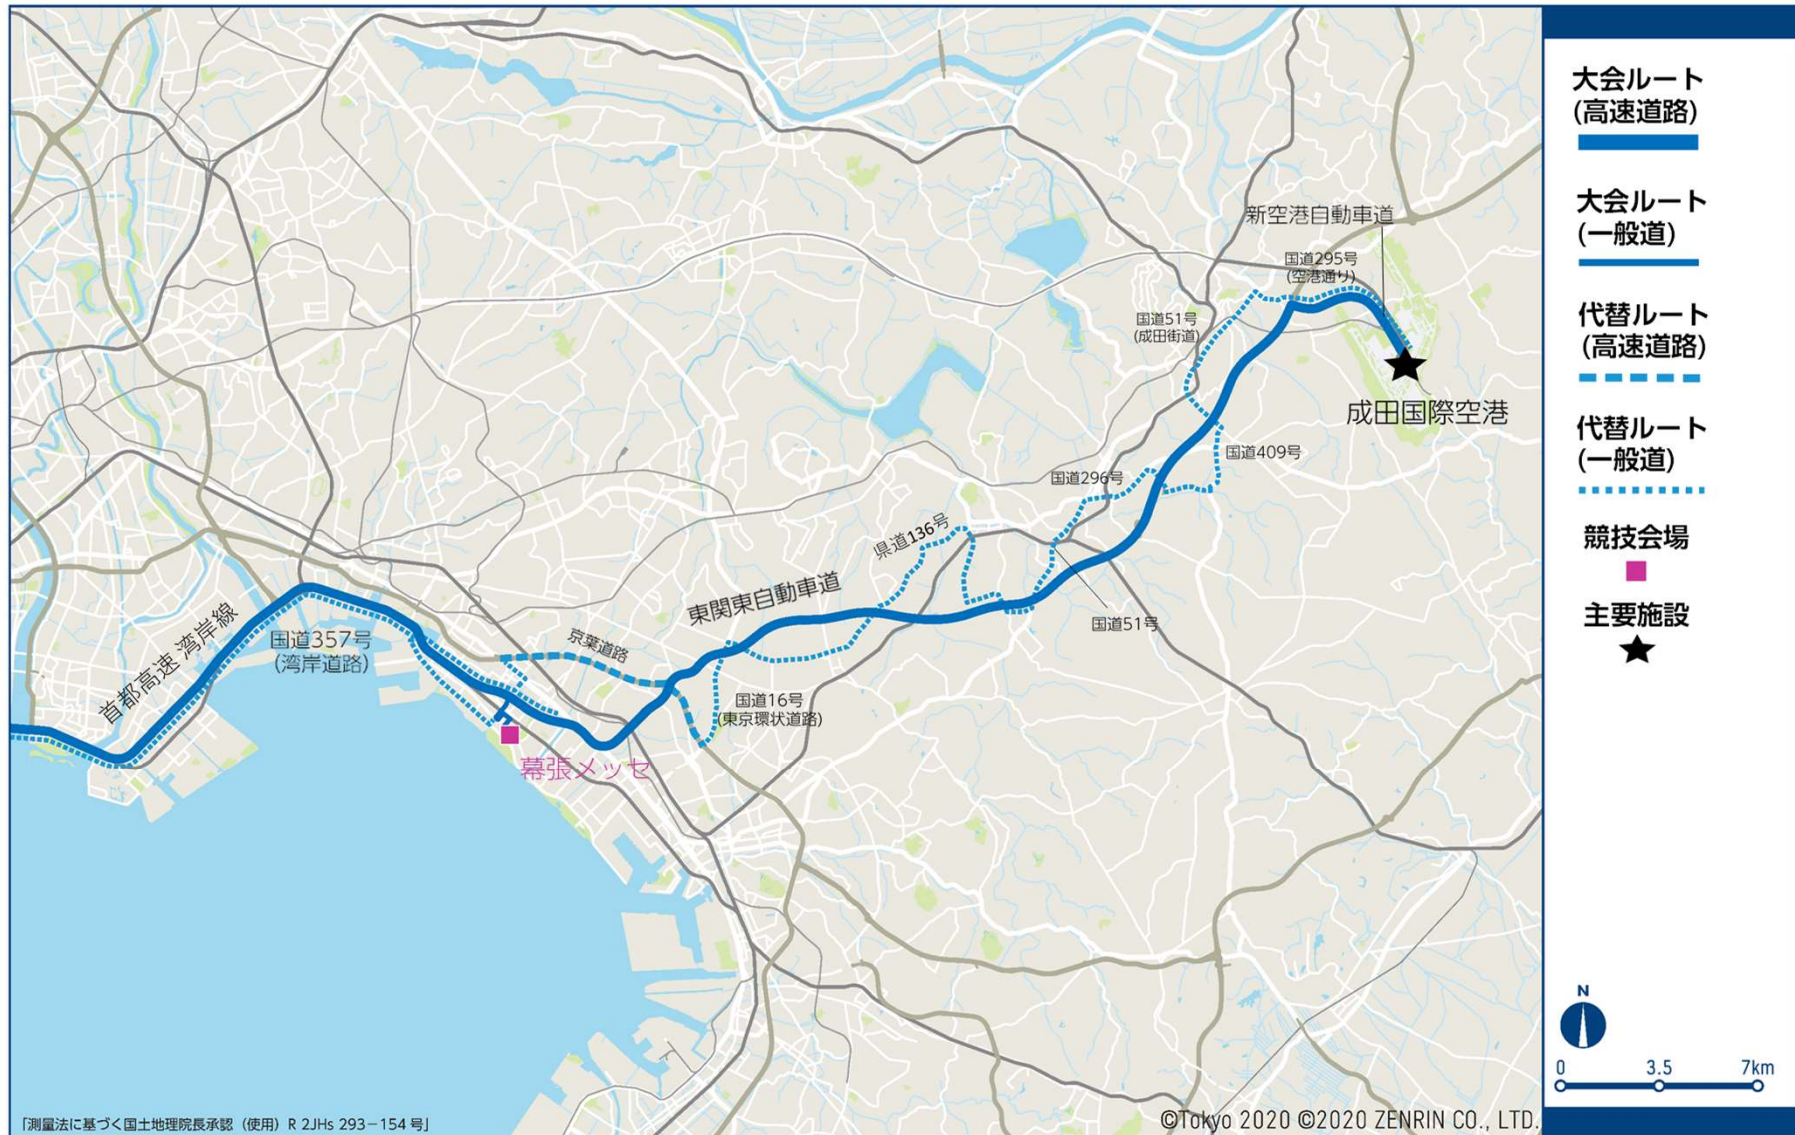 新空港自動車道
国道295号
(空港通り)
国道51号
(成田街道)
成田国際空港
国道409号
国道296号
県道136号
東関東自動車道
国道51号
首都高速 湾岸線
国道357号
(湾岸道路)
京葉道路
国道16号
(東京環状道路)
幕張メッセ
「測量法に基づく国土地理院長承認（使用）R 2JHs 293－154 号」
©Tokyo 2020 ©2020 ZENRIN CO., LTD.
大会ルート
(高速道路)
大会ルート
(一般道)
代替ルート
(高速道路)
代替ルート
(一般道)
競技会場
主要施設
N
0 3.5 7km